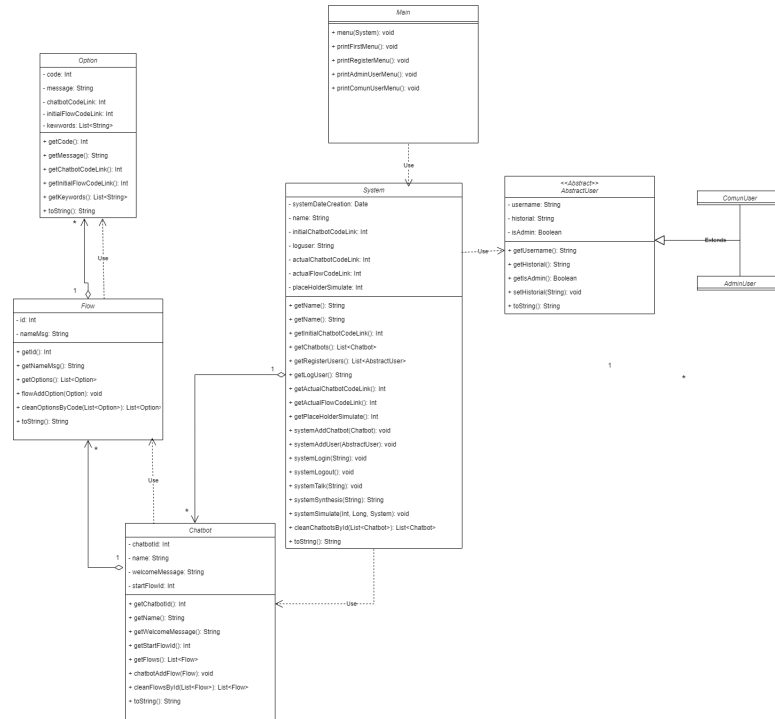 Main
+ menu(System): void
+ printFirstMenu(): void
+ printRegisterMenu(): void
+ printAdminUserMenu(): void
+ printComunUserMenu(): void
Use
Option
- code: Int
- message: String
- chatbotCodeLink: Int
- initialFlowCodeLink: Int
- kewwords: List<String>
+ getCode(): Int
+ getMessage(): String
+ getChatbotCodeLink(): Int
+ getInitialFlowCodeLink(): Int
+ getKeywords(): List<String>
+ toString(): String
*
Use
1
Flow
- id: Int
- nameMsg: String
+ getId(): Int
+ getNameMsg(): String
+ getOptions(): List<Option>
+ flowAddOption(Option): void
+ cleanOptionsByCode(List<Option>): List<Option>
+ toString(): String
*
Use
1
System
- systemDateCreation: Date
- name: String
- initialChatbotCodeLink: Int
- loguser: String
- actualChatbotCodeLink: Int
- actualFlowCodeLink: Int
- placeHolderSimulate: Int
+ getName(): String
+ getName(): String
+ getInitialChatbotCodeLink(): Int
+ getChatbots(): List<Chatbot>
+ getRegisterUsers(): List<AbstractUser>
+ getLogUser(): String
+ getActualChatbotCodeLink(): Int
+ getActualFlowCodeLink(): Int
+ getPlaceHolderSimulate(): Int
+ systemAddChatbot(Chatbot): void
+ systemAddUser(AbstractUser): void
+ systemLogin(String): void
+ systemLogout(): void
+ systemTalk(String): void
+ systemSynthesis(String): String
+ systemSimulate(Int, Long, System): void
+ cleanChatbotsById(List<Chatbot>): List<Chatbot>
+ toString(): String
1
*
Use
Use
<<Abstract>>
AbstractUser
- username: String
- historial: String
- isAdmin: Boolean
+ getUsername(): String
+ getHistorial(): String
+ getIsAdmin(): Boolean
+ setHistorial(String): void
+ toString(): String
Extends
ComunUser
AdminUser
1
*
Chatbot
- chatbotId: Int
- name: String
- welcomeMessage: String
- startFlowId: Int
+ getChatbotId(): Int
+ getName(): String
+ getWelcomeMessage(): String
+ getStartFlowId(): Int
+ getFlows(): List<Flow>
+ chatbotAddFlow(Flow): void
+ cleanFlowsById(List<Flow>): List<Flow>
+ toString(): String